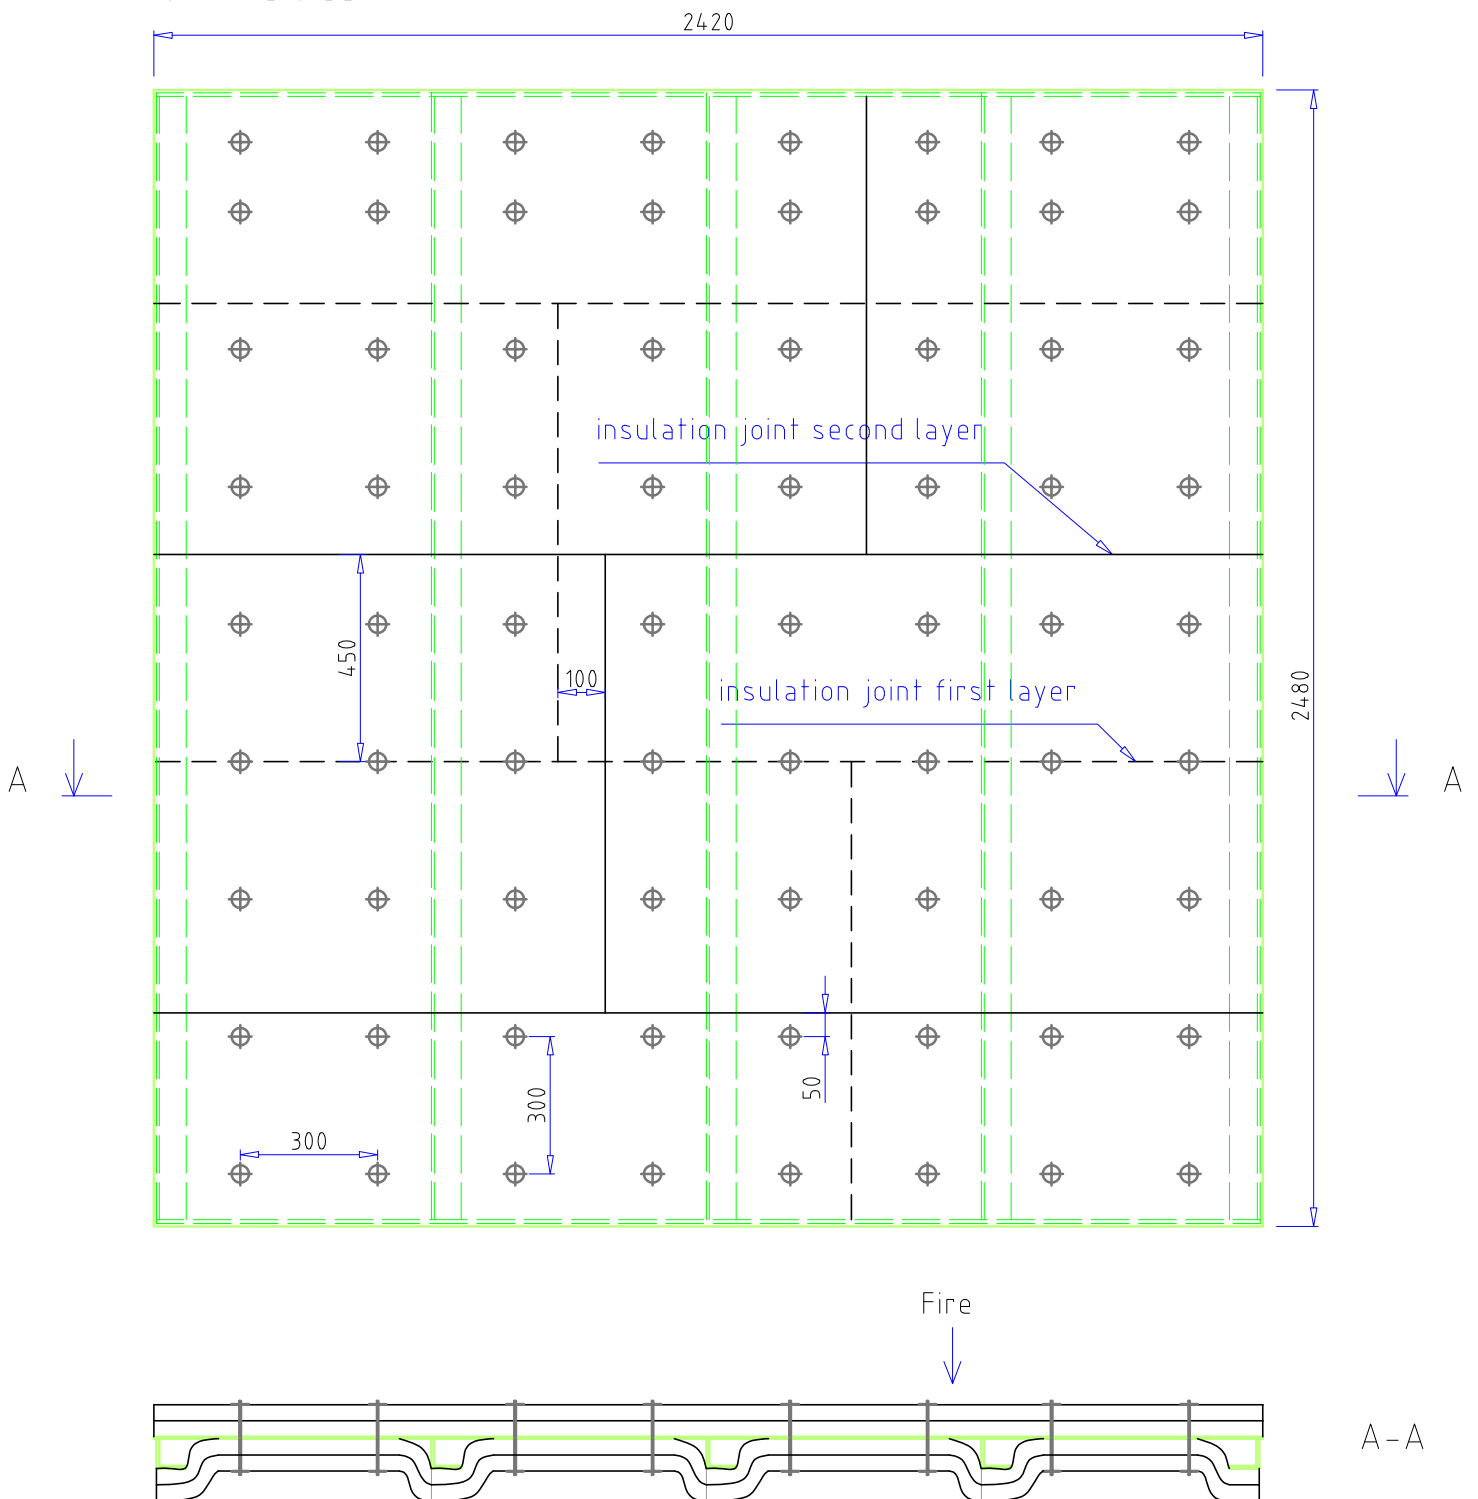 2420
insulation joint second layer
450
100
insulation joint first layer
2480
A
A
50
300
300
Fire
A-A